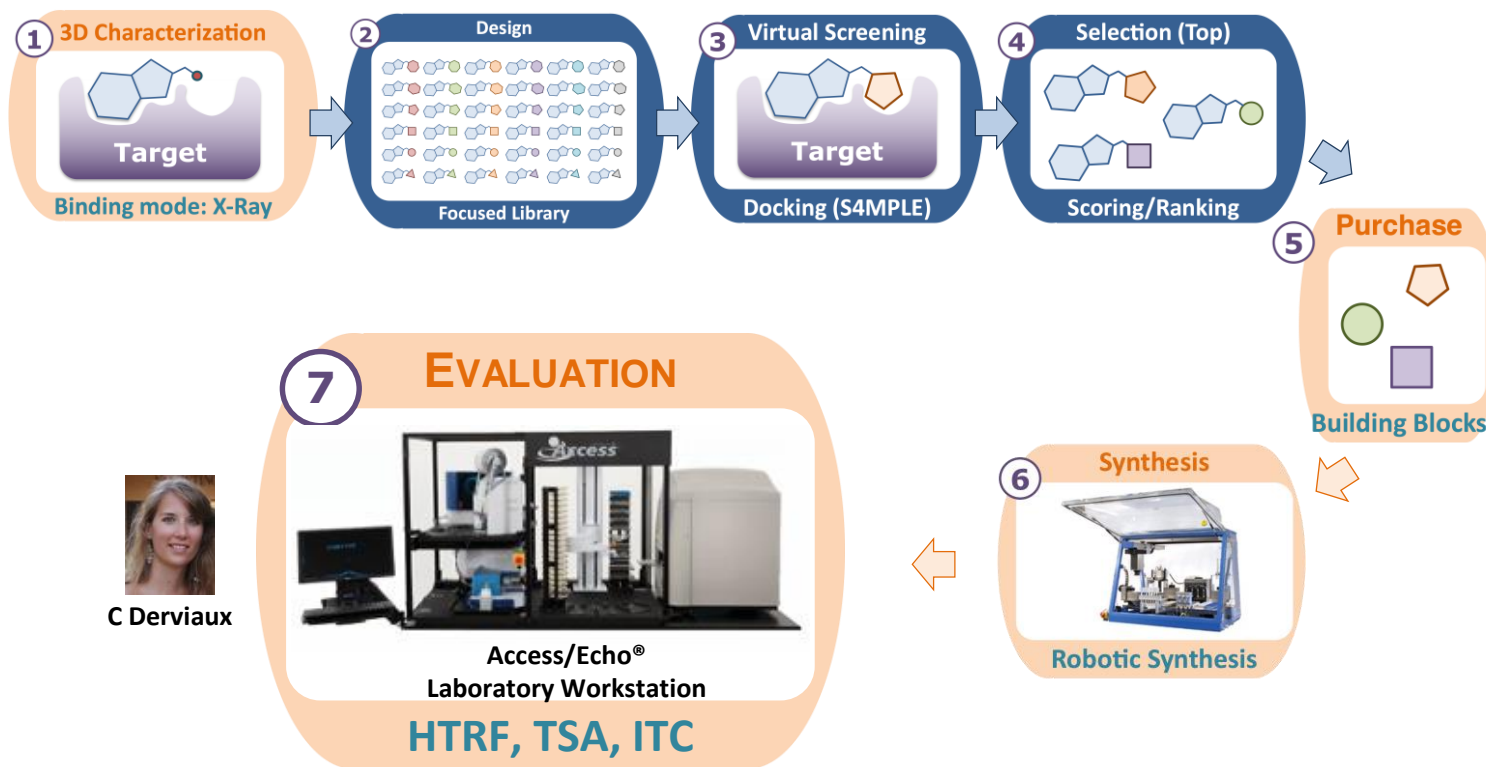 1
3D Characterization
Target
Binding mode: X-Ray
2
Design
Focused Library
3
Virtual Screening
Target
Docking (S4MPLE)
4
Selection (Top)
Scoring/Ranking
5
Purchase
Building Blocks
6
Synthesis
Robotic Synthesis
7
EVALUATION
Access
Access/Echo®
Laboratory Workstation
HTRF, TSA, ITC
C Derviaux